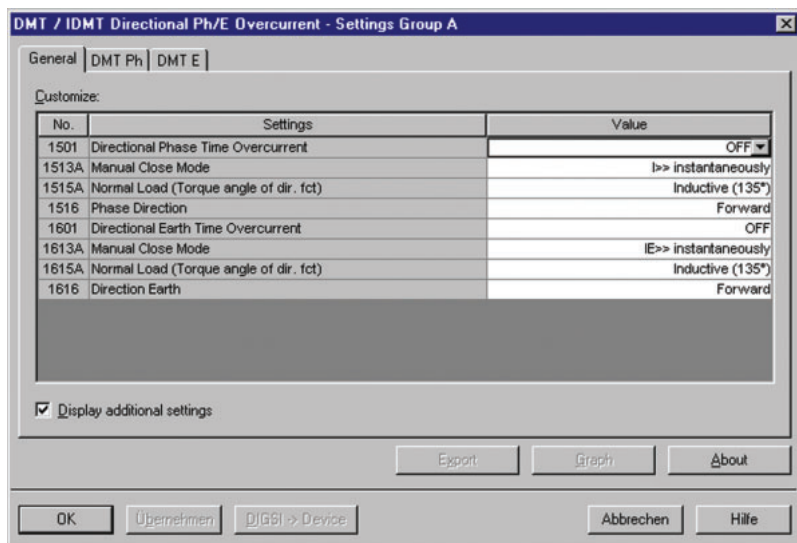 DMT / IDMT Directional Ph/E Overcurrent - Settings Group A
General DMT Ph DMT E
Customize:
No. Settings Value
1501 Directional Phase Time Overcurrent OFF
1513A Manual Close Mode I>> instantaneously
1515A Normal Load (Torque angle of dir. fct) Inductive (135°)
1516 Phase Direction Forward
1601 Directional Earth Time Overcurrent OFF
1613A Manual Close Mode IE>> instantaneously
1615A Normal Load (Torque angle of dir. fct) Inductive (135°)
1616 Direction Earth Forward
Display additional settings
Export Graph About
OK Übernehmen DIGSI -> Device Abbrechen Hilfe